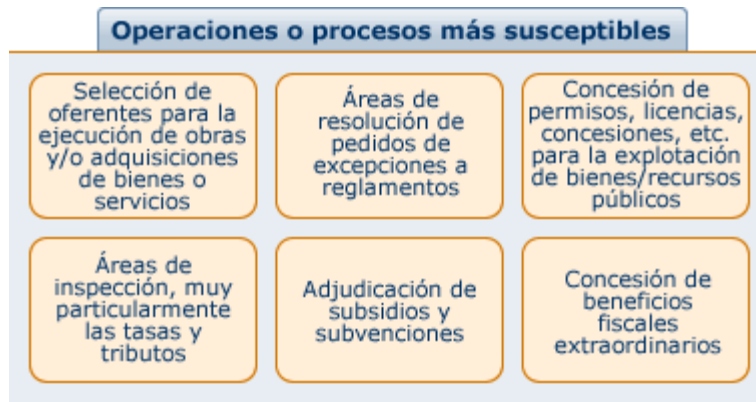 Operaciones o procesos más susceptibles
Selección de
oferentes para la
ejecución de obras
y/o adquisiciones
de bienes o
servicios
Áreas de
resolución de
pedidos de
excepciones a
reglamentos
Concesión de
permisos, licencias,
concesiones, etc.
para la explotación
de bienes/recursos
públicos
Áreas de
inspección, muy
particularmente
las tasas y
tributos
Adjudicación de
subsidios y
subvenciones
Concesión de
beneficios
fiscales
extraordinarios